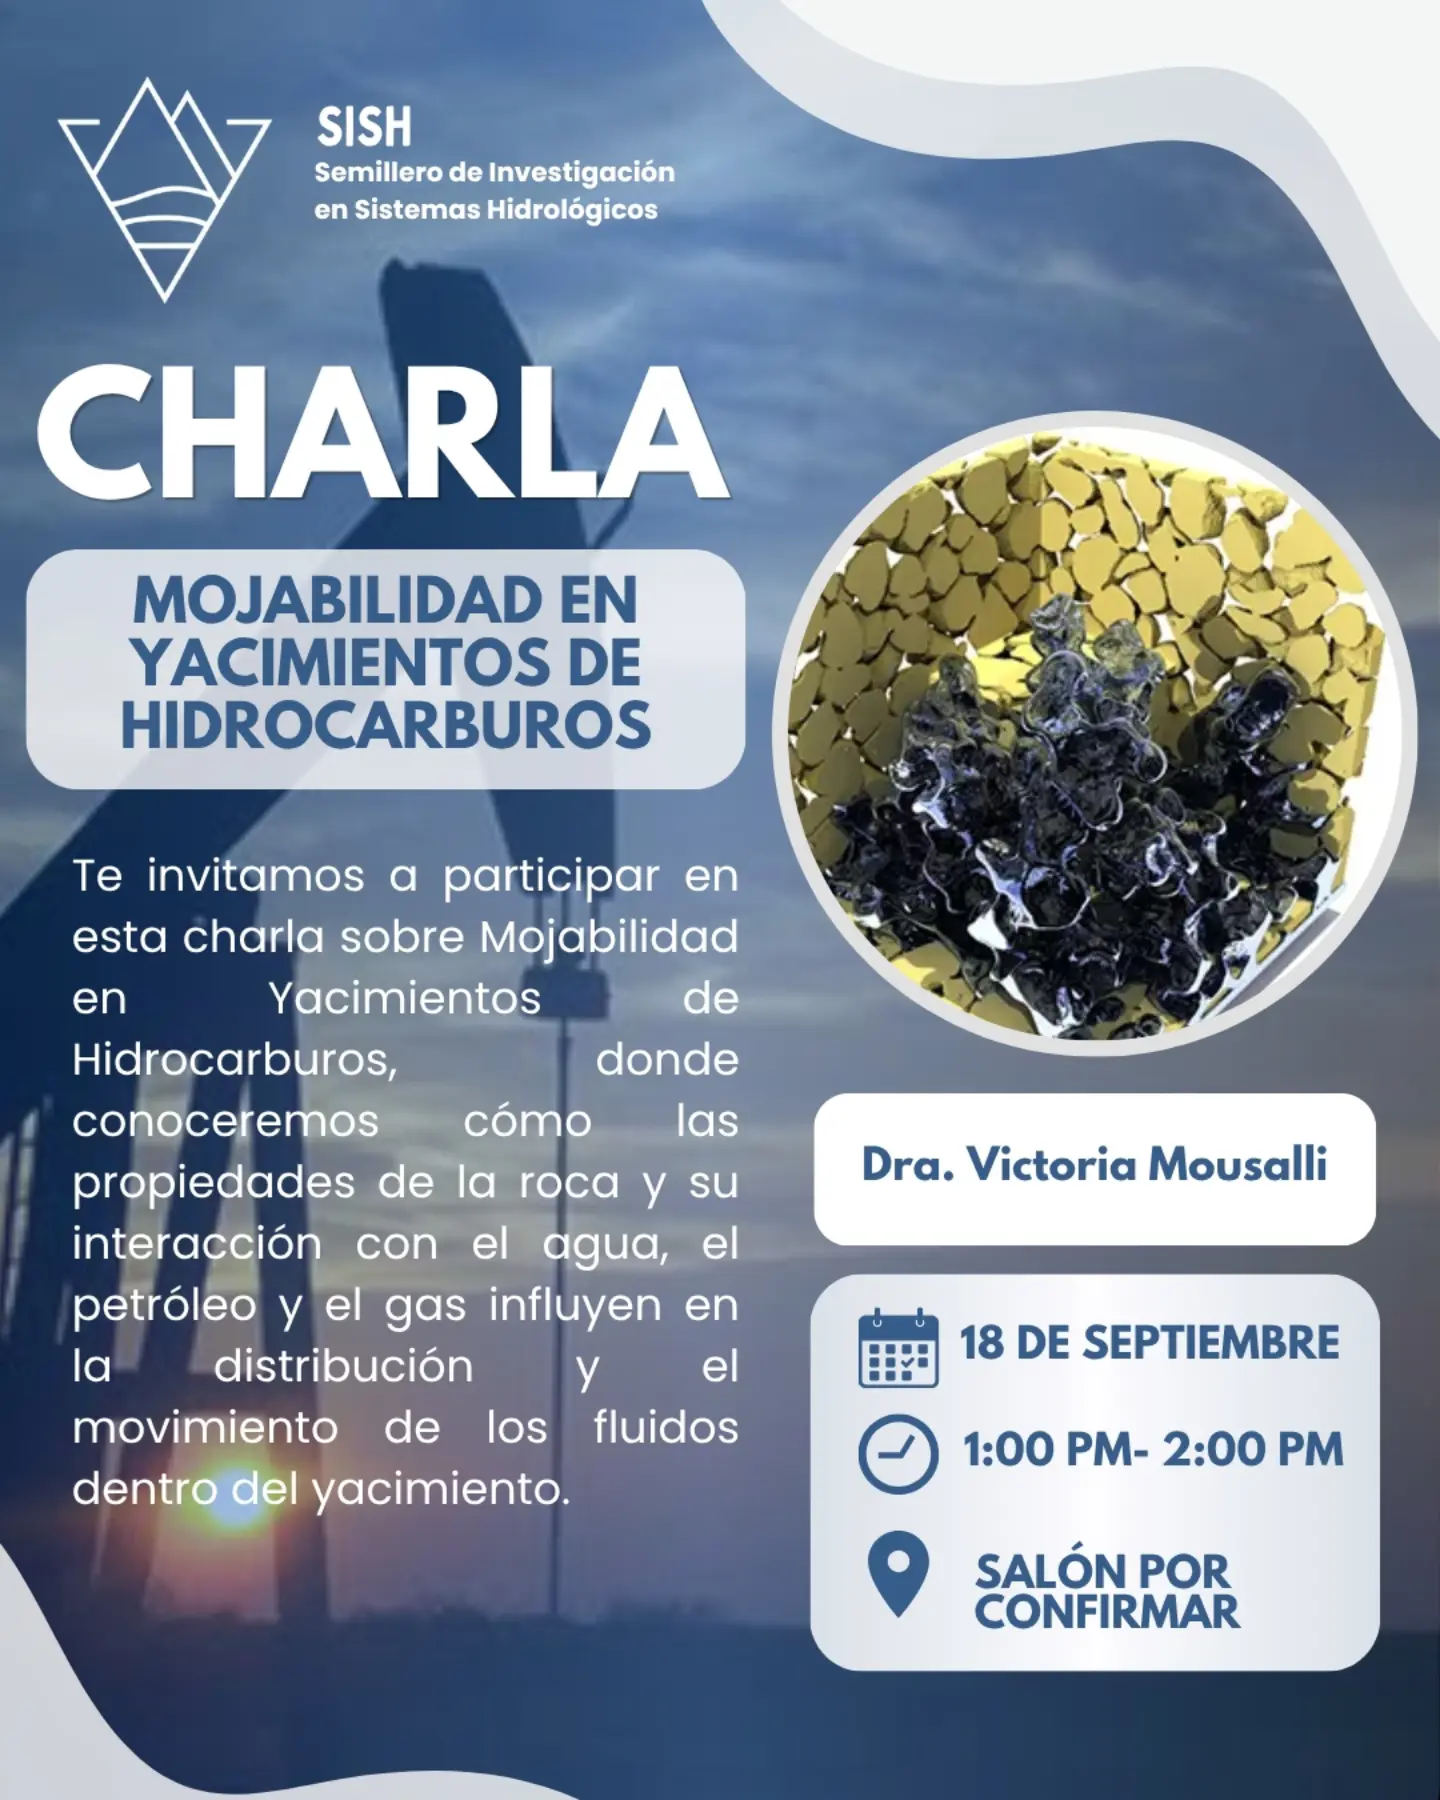 SISH
Semillero de Investigación
en Sistemas Hidrológicos
CHARLA
MOJABILIDAD EN
YACIMIENTOS DE
HIDROCARBUROS
Te invitamos a participar en
esta charla sobre Mojabilidad
en Yacimientos de
Hidrocarburos, donde
conoceremos cómo las
propiedades de la roca y su
interacción con el agua, el
petróleo y el gas influyen en
la distribución y el
movimiento de los fluidos
dentro del yacimiento.
Dra. Victoria Mousalli
18 DE SEPTIEMBRE
1:00 PM- 2:00 PM
SALÓN POR
CONFIRMAR